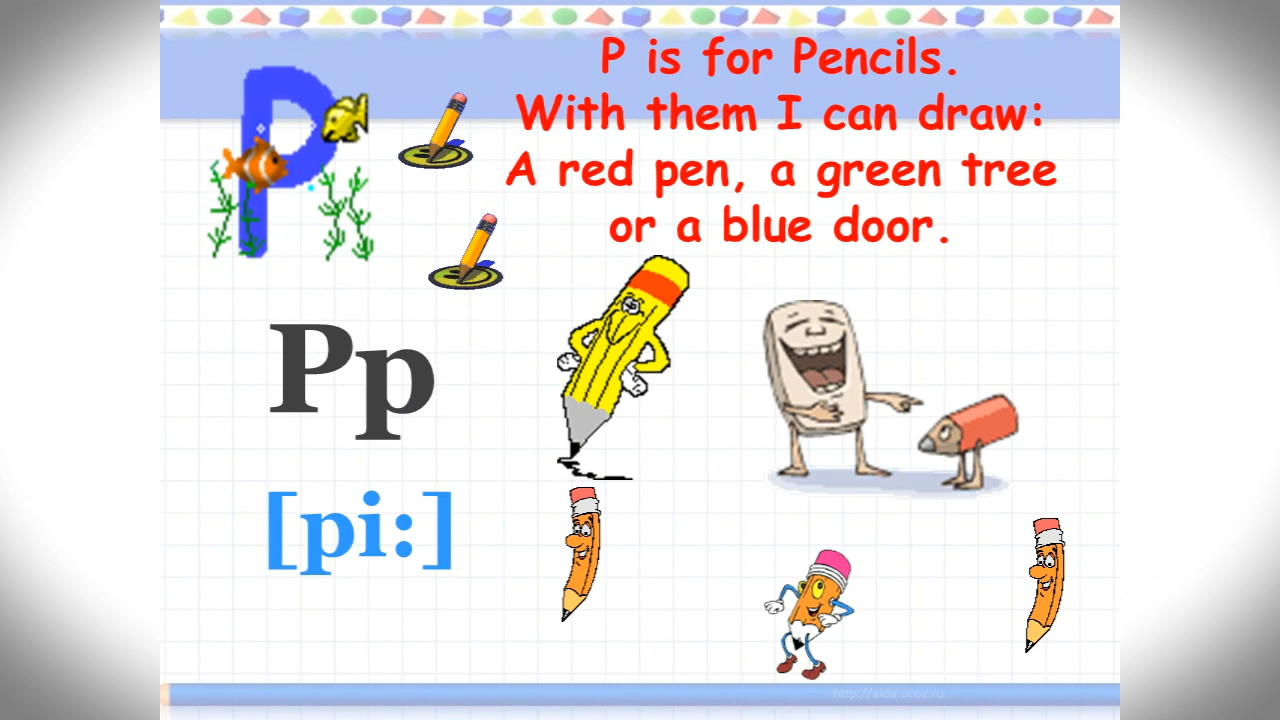 P is for Pencils.
With them I can draw:
A red pen, a green tree
or a blue door.
P
Pp
[pi:]
http://aida.ucoz.ru